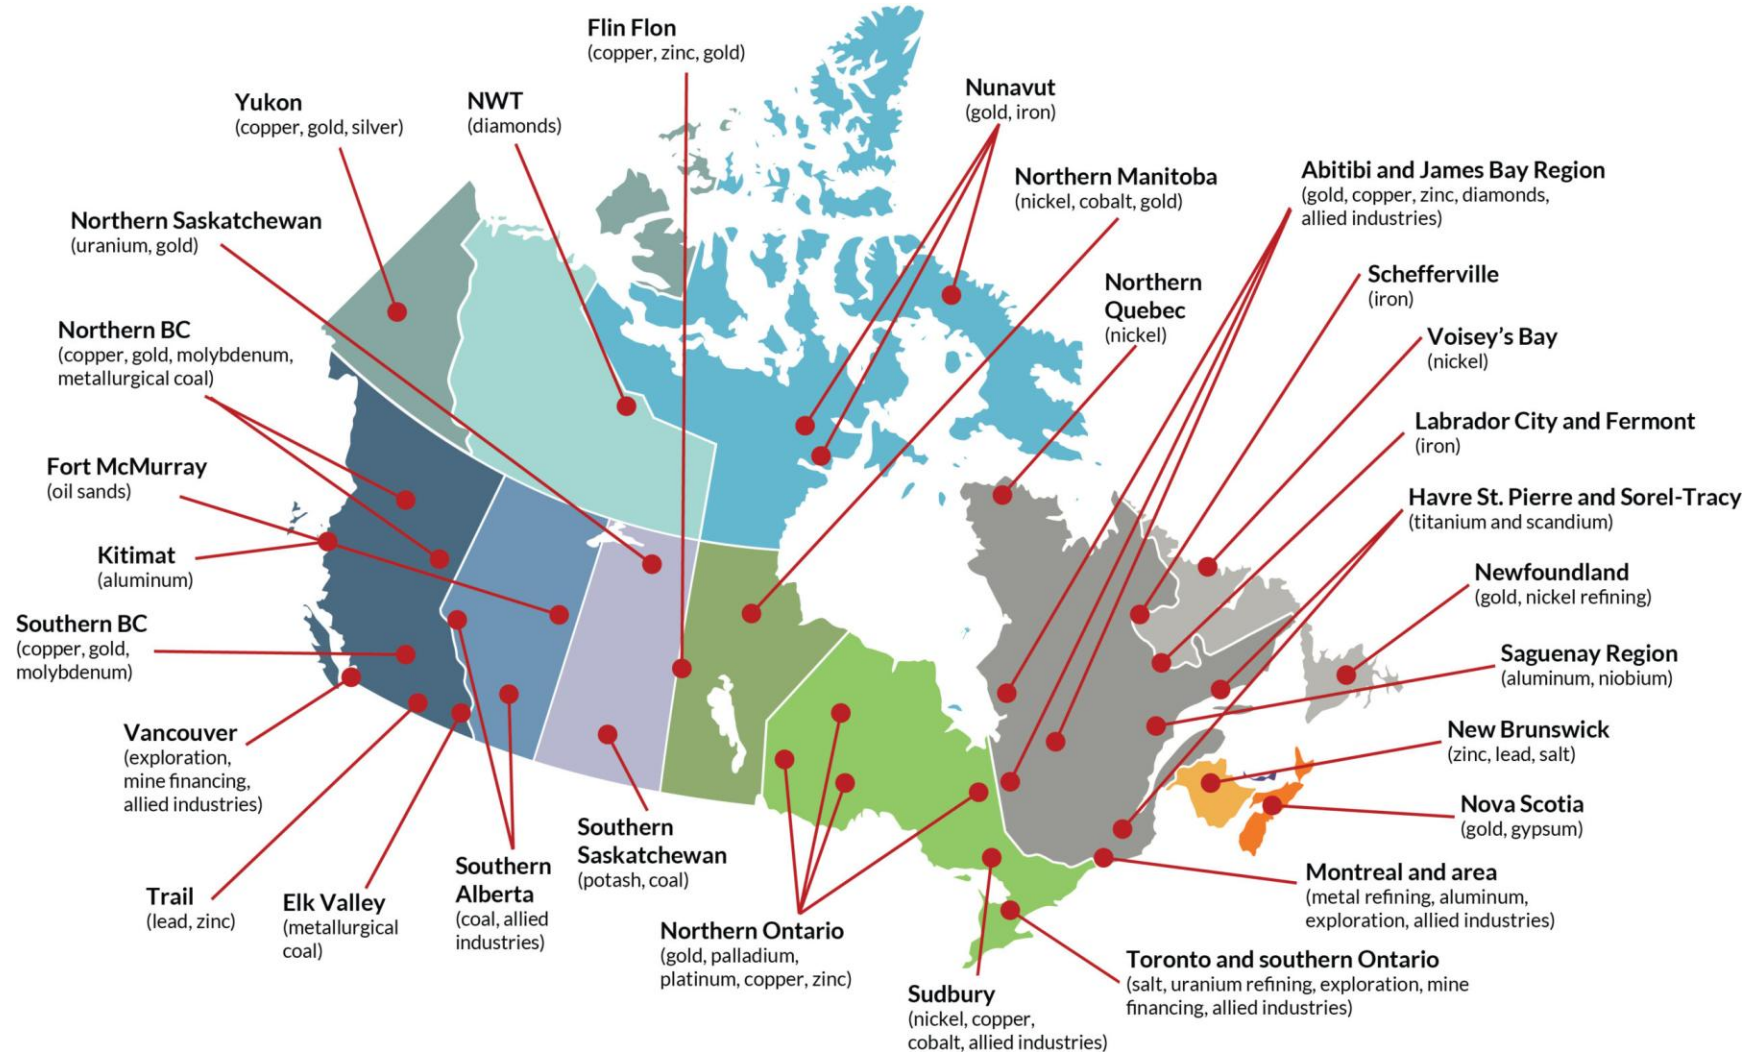 Flin Flon
(copper, zinc, gold)
Yukon
(copper, gold, silver)
NWT
(diamonds)
Nunavut
(gold, iron)
Northern Manitoba
(nickel, cobalt, gold)
Abitibi and James Bay Region
(gold, copper, zinc, diamonds,
allied industries)
Northern Saskatchewan
(uranium, gold)
Northern
Quebec
(nickel)
Schefferville
(iron)
Northern BC
(copper, gold, molybdenum,
metallurgical coal)
Voisey’s Bay
(nickel)
Labrador City and Fermont
(iron)
Fort McMurray
(oil sands)
Havre St. Pierre and Sorel-Tracy
(titanium and scandium)
Kitimat
(aluminum)
Newfoundland
(gold, nickel refining)
Southern BC
(copper, gold,
molybdenum)
Saguenay Region
(aluminum, niobium)
Vancouver
(exploration,
mine financing,
allied industries)
New Brunswick
(zinc, lead, salt)
Nova Scotia
(gold, gypsum)
Trail
(lead, zinc)
Elk Valley
(metallurgical
coal)
Southern
Alberta
(coal, allied
industries)
Southern
Saskatchewan
(potash, coal)
Northern Ontario
(gold, palladium,
platinum, copper, zinc)
Montreal and area
(metal refining, aluminum,
exploration, allied industries)
Sudbury
(nickel, copper,
cobalt, allied industries)
Toronto and southern Ontario
(salt, uranium refining, exploration, mine
financing, allied industries)